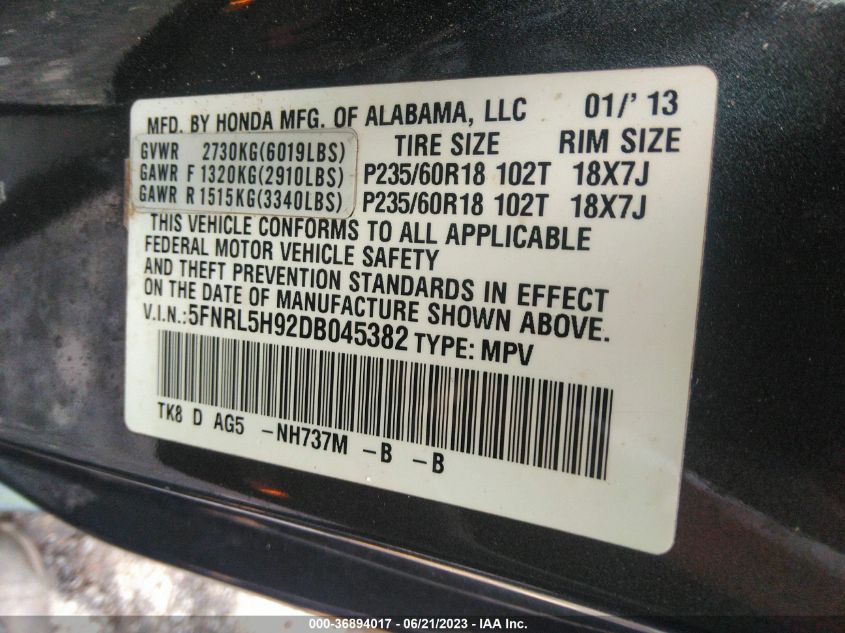 MFD. BY HONDA MFG. OF ALABAMA, LLC 01/'13
GVWR 2730KG(6019LBS) TIRE SIZE RIM SIZE
GAWR F 1320KG(2910LBS) P235/60R18 102T 18X7J
GAWR R 1515KG(3340LBS) P235/60R18 102T 18X7J
THIS VEHICLE CONFORMS TO ALL APPLICABLE
FEDERAL MOTOR VEHICLE SAFETY
AND THEFT PREVENTION STANDARDS IN EFFECT
ON THE DATE OF MANUFACTURE SHOWN ABOVE.
V.I.N.:5FNRL5H92DB045382 TYPE: MPV
TK8 D AG5 -NH737M -B -B
000-36894017 - 06/21/2023 - IAA Inc.